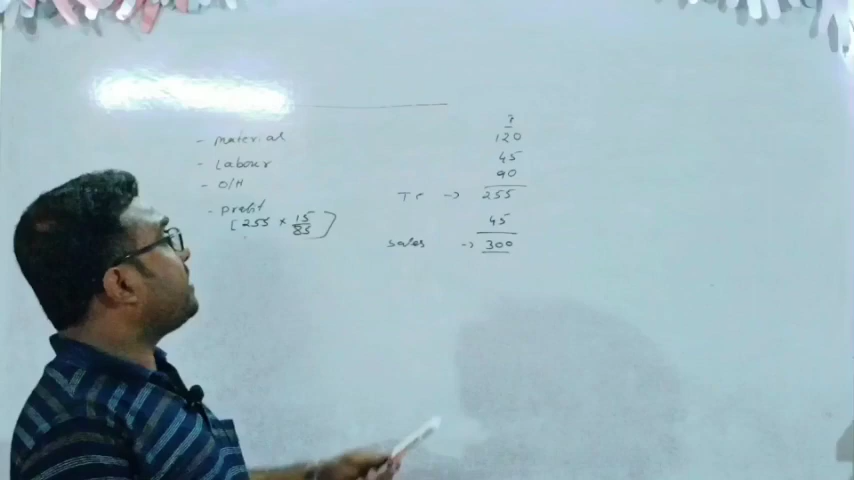 ₹
- material 120
- Labour 45
- O/H 90
TC -> 255
- profit 45
[255 × 15/85]
sales -> 300